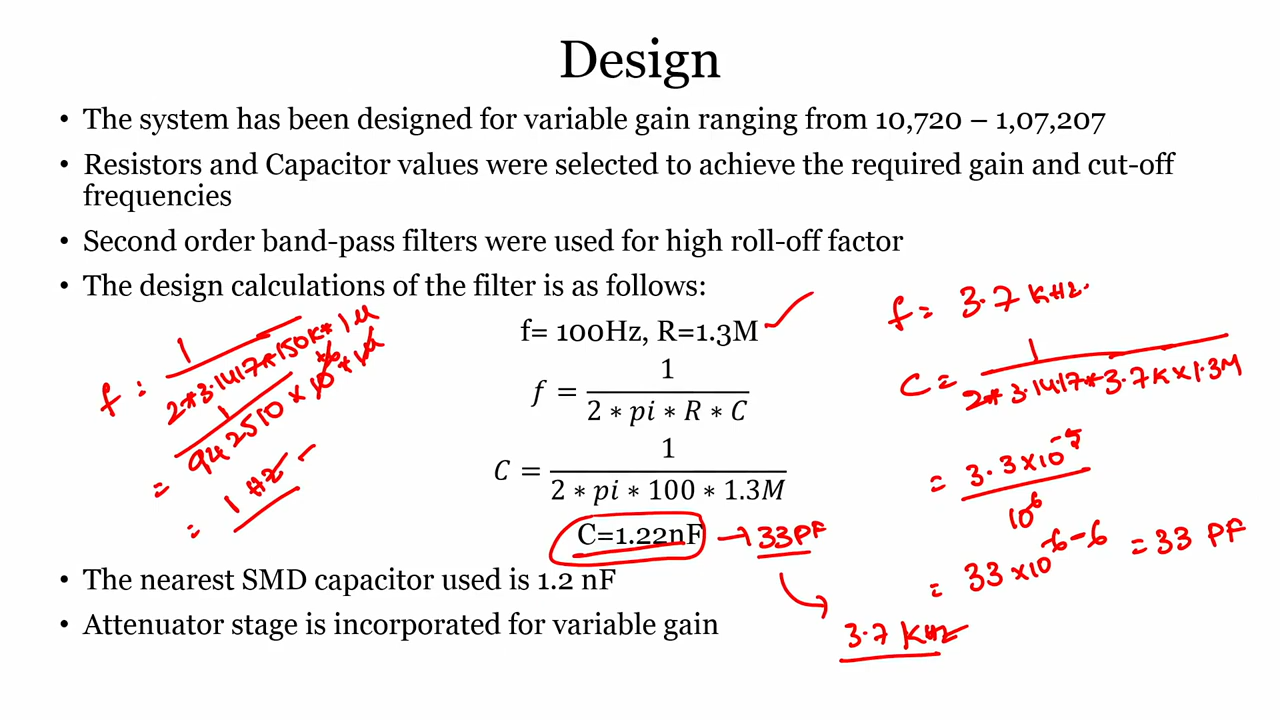 Design
• The system has been designed for variable gain ranging from 10,720 – 1,07,207
• Resistors and Capacitor values were selected to achieve the required gain and cut-off
frequencies
• Second order band-pass filters were used for high roll-off factor
• The design calculations of the filter is as follows:
f= 100Hz, R=1.3M
f = 1 / 2 * pi * R * C
C = 1 / 2 * pi * 100 * 1.3M
C=1.22nF → 33PF
3.7 KHz
• The nearest SMD capacitor used is 1.2 nF
• Attenuator stage is incorporated for variable gain
f = 1 / 2*3.1417*150K*1u
1 / 942510 × 10
= 1 Hz
f = 3.7 KHz.
C = 1 / 2*3.1417*3.7K×1.3M
= 3.3×10 / 10^6
= 33×10^-6-6 = 33 PF